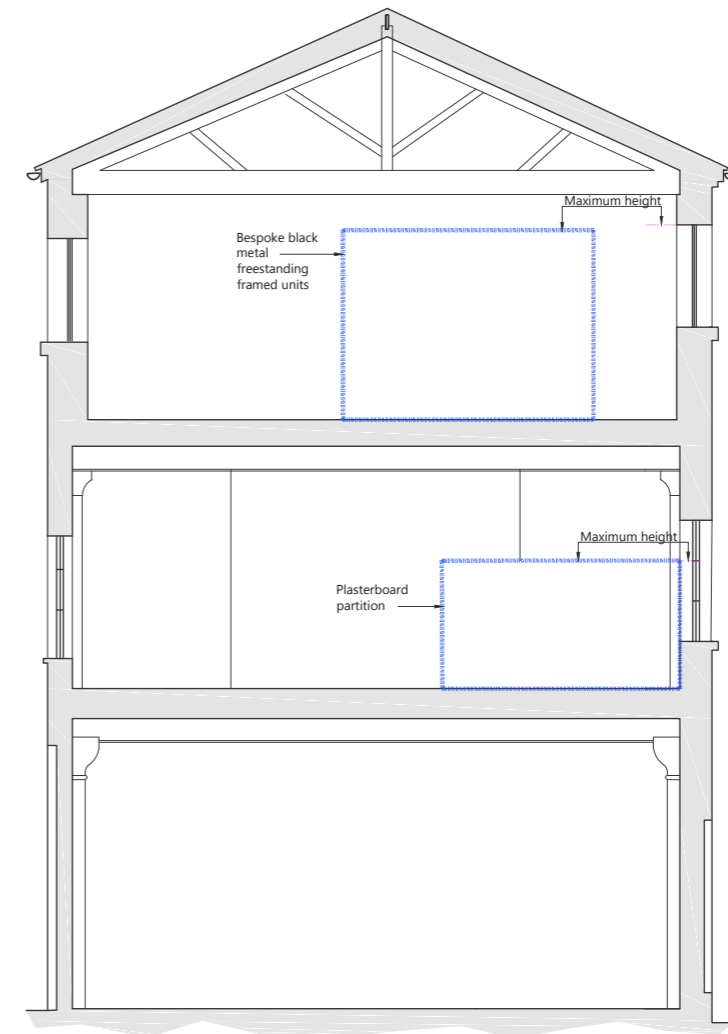 Maximum height
Bespoke black
metal
freestanding
framed units
Maximum height
Plasterboard
partition